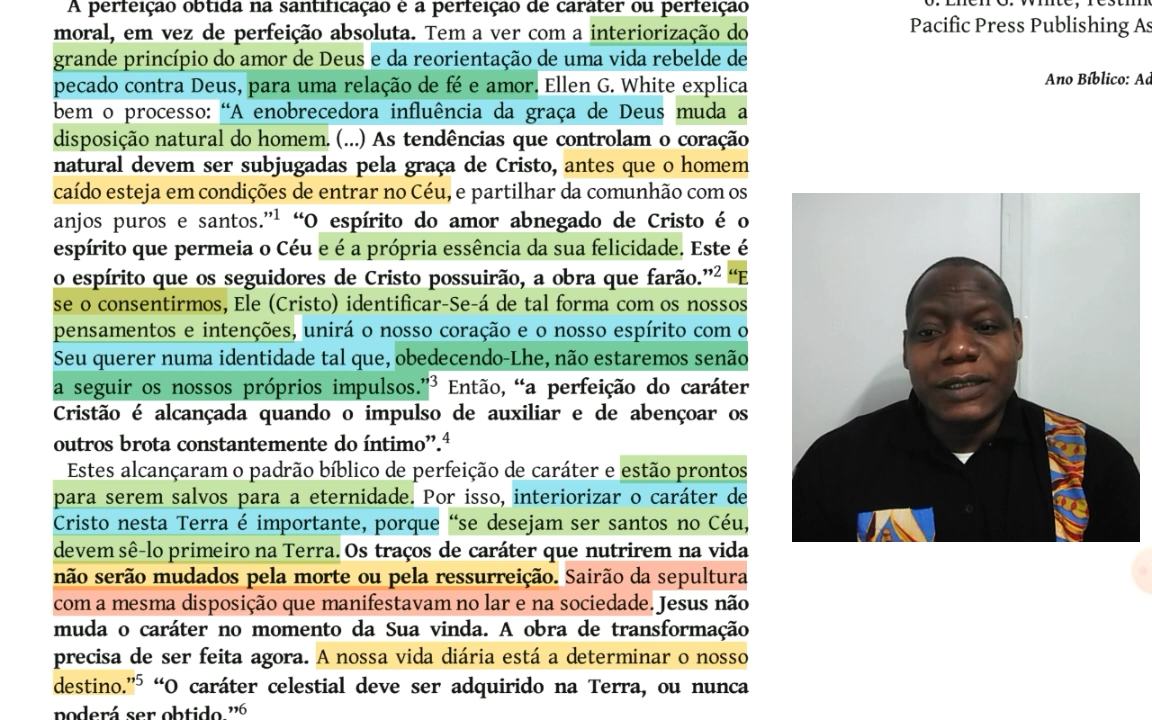 A perfeição obtida na santificação é a perfeição de caráter ou perfeição
moral, em vez de perfeição absoluta. Tem a ver com a interiorização do
grande princípio do amor de Deus e da reorientação de uma vida rebelde de
pecado contra Deus, para uma relação de fé e amor. Ellen G. White explica
bem o processo: “A enobrecedora influência da graça de Deus muda a
disposição natural do homem. (...) As tendências que controlam o coração
natural devem ser subjugadas pela graça de Cristo, antes que o homem
caído esteja em condições de entrar no Céu, e partilhar da comunhão com os
anjos puros e santos.”1 “O espírito do amor abnegado de Cristo é o
espírito que permeia o Céu e é a própria essência da sua felicidade. Este é
o espírito que os seguidores de Cristo possuirão, a obra que farão.”2 “E
se o consentirmos, Ele (Cristo) identificar-Se-á de tal forma com os nossos
pensamentos e intenções, unirá o nosso coração e o nosso espírito com o
Seu querer numa identidade tal que, obedecendo-Lhe, não estaremos senão
a seguir os nossos próprios impulsos.”3 Então, “a perfeição do caráter
Cristão é alcançada quando o impulso de auxiliar e de abençoar os
outros brota constantemente do íntimo”.4
Estes alcançaram o padrão bíblico de perfeição de caráter e estão prontos
para serem salvos para a eternidade. Por isso, interiorizar o caráter de
Cristo nesta Terra é importante, porque “se desejam ser santos no Céu,
devem sê-lo primeiro na Terra. Os traços de caráter que nutrirem na vida
não serão mudados pela morte ou pela ressurreição. Sairão da sepultura
com a mesma disposição que manifestavam no lar e na sociedade. Jesus não
muda o caráter no momento da Sua vinda. A obra de transformação
precisa de ser feita agora. A nossa vida diária está a determinar o nosso
destino.”5 “O caráter celestial deve ser adquirido na Terra, ou nunca
poderá ser obtido.”6
6. Ellen G. White, Testim
Pacific Press Publishing As
Ano Bíblico: Ad